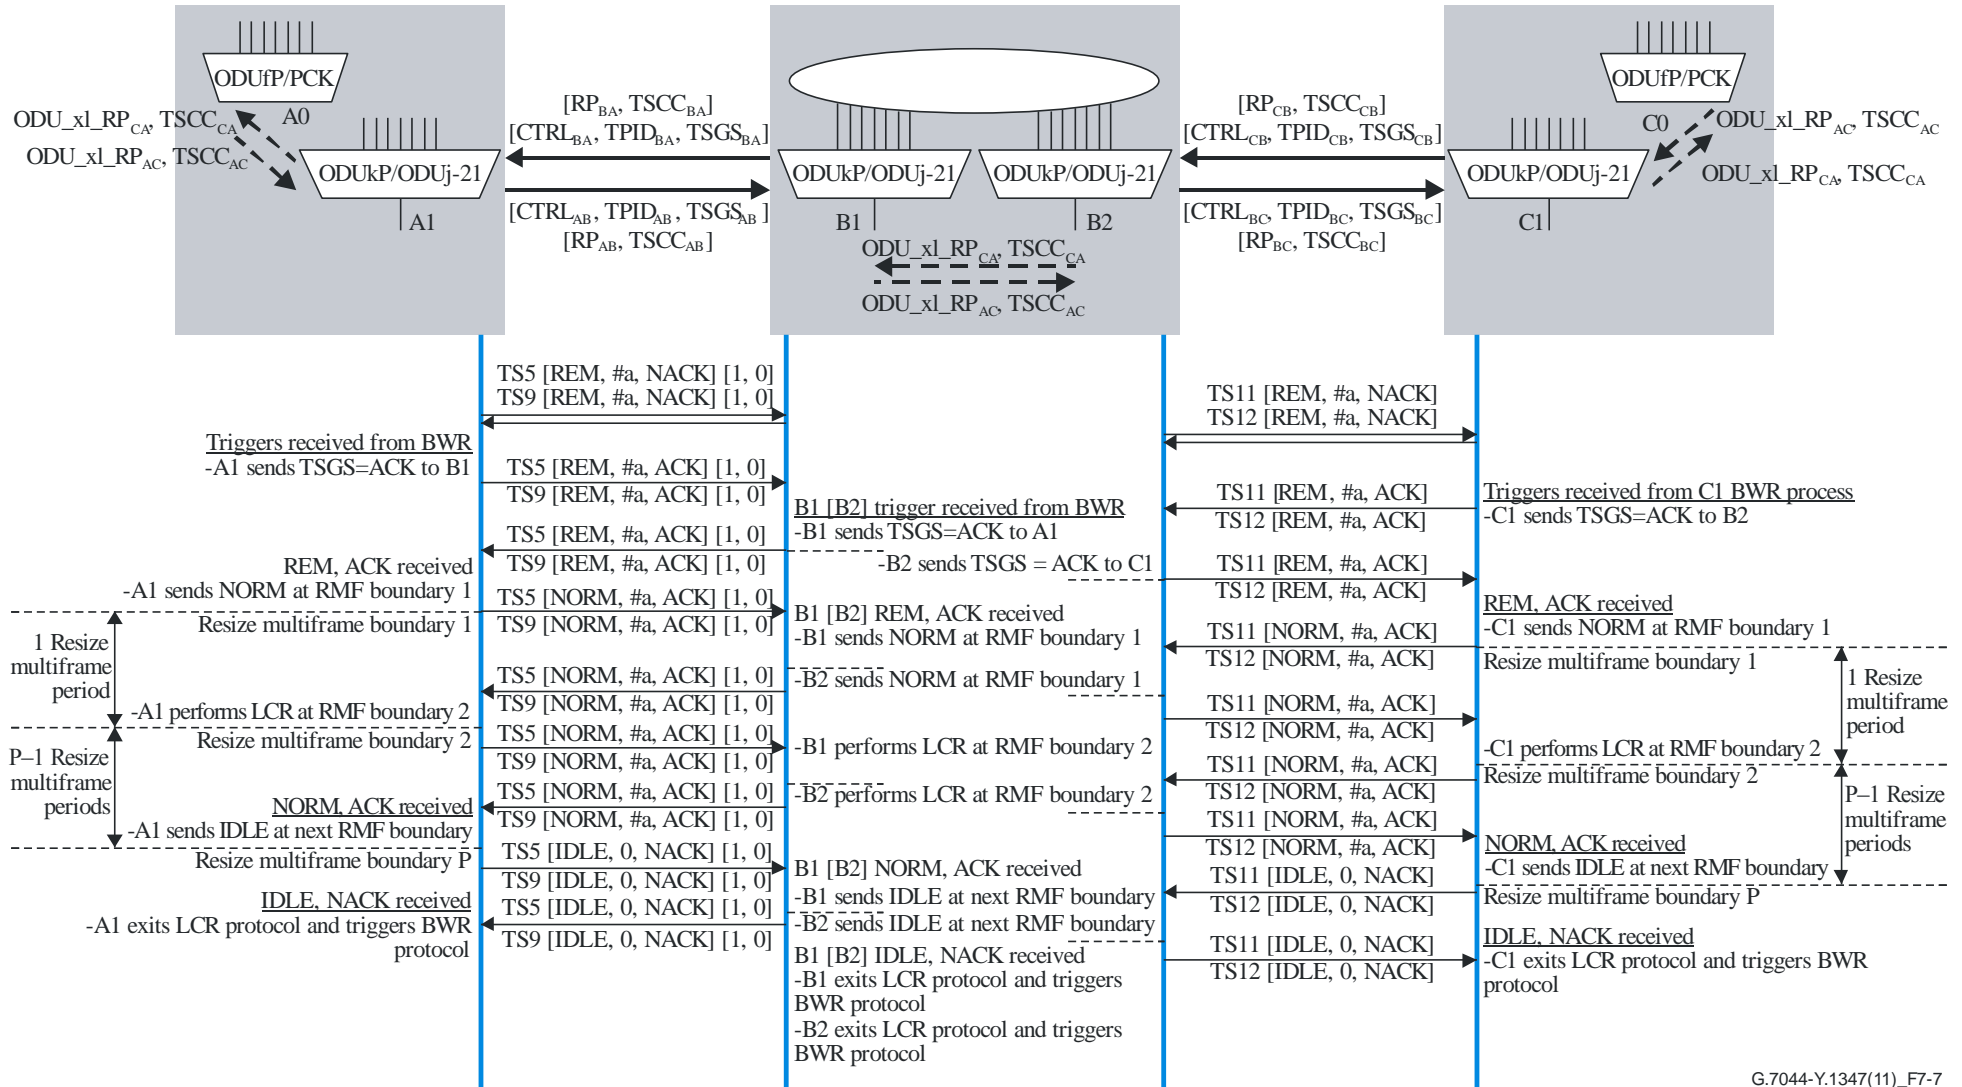 ODUfP/PCK
A0
ODU_xl_RP_CA, TSCC_CA
ODU_xl_RP_AC, TSCC_AC
ODUkP/ODUj-21
A1
[RP_BA, TSCC_BA]
[CTRL_BA, TPID_BA, TSGS_BA]
[CTRL_AB, TPID_AB, TSGS_AB]
[RP_AB, TSCC_AB]
ODUkP/ODUj-21
ODUkP/ODUj-21
B1
B2
ODU_xl_RP_CA, TSCC_CA
ODU_xl_RP_AC, TSCC_AC
[RP_CB, TSCC_CB]
[CTRL_CB, TPID_CB, TSGS_CB]
[CTRL_BC, TPID_BC, TSGS_BC]
[RP_BC, TSCC_BC]
ODUfP/PCK
C0
ODU_xl_RP_AC, TSCC_AC
ODU_xl_RP_CA, TSCC_CA
ODUkP/ODUj-21
C1
Triggers received from BWR
-A1 sends TSGS=ACK to B1
REM, ACK received
-A1 sends NORM at RMF boundary 1
Resize multiframe boundary 1
1 Resize
multiframe
period
-A1 performs LCR at RMF boundary 2
Resize multiframe boundary 2
P–1 Resize
multiframe
periods
NORM, ACK received
-A1 sends IDLE at next RMF boundary
Resize multiframe boundary P
IDLE, NACK received
-A1 exits LCR protocol and triggers BWR
protocol
TS5 [REM, #a, NACK] [1, 0]
TS9 [REM, #a, NACK] [1, 0]
TS5 [REM, #a, ACK] [1, 0]
TS9 [REM, #a, ACK] [1, 0]
TS5 [REM, #a, ACK] [1, 0]
TS9 [REM, #a, ACK] [1, 0]
TS5 [NORM, #a, ACK] [1, 0]
TS9 [NORM, #a, ACK] [1, 0]
TS5 [NORM, #a, ACK] [1, 0]
TS9 [NORM, #a, ACK] [1, 0]
TS5 [NORM, #a, ACK] [1, 0]
TS9 [NORM, #a, ACK] [1, 0]
TS5 [NORM, #a, ACK] [1, 0]
TS9 [NORM, #a, ACK] [1, 0]
TS5 [IDLE, 0, NACK] [1, 0]
TS9 [IDLE, 0, NACK] [1, 0]
TS5 [IDLE, 0, NACK] [1, 0]
TS9 [IDLE, 0, NACK] [1, 0]
B1 [B2] trigger received from BWR
-B1 sends TSGS=ACK to A1
-B2 sends TSGS = ACK to C1
B1 [B2] REM, ACK received
-B1 sends NORM at RMF boundary 1
-B2 sends NORM at RMF boundary 1
-B1 performs LCR at RMF boundary 2
-B2 performs LCR at RMF boundary 2
B1 [B2] NORM, ACK received
-B1 sends IDLE at next RMF boundary
-B2 sends IDLE at next RMF boundary
B1 [B2] IDLE, NACK received
-B1 exits LCR protocol and triggers
BWR protocol
-B2 exits LCR protocol and triggers
BWR protocol
TS11 [REM, #a, NACK]
TS12 [REM, #a, NACK]
TS11 [REM, #a, ACK]
TS12 [REM, #a, ACK]
TS11 [REM, #a, ACK]
TS12 [REM, #a, ACK]
TS11 [NORM, #a, ACK]
TS12 [NORM, #a, ACK]
TS11 [NORM, #a, ACK]
TS12 [NORM, #a, ACK]
TS11 [NORM, #a, ACK]
TS12 [NORM, #a, ACK]
TS11 [NORM, #a, ACK]
TS12 [NORM, #a, ACK]
TS11 [IDLE, 0, NACK]
TS12 [IDLE, 0, NACK]
TS11 [IDLE, 0, NACK]
TS12 [IDLE, 0, NACK]
Triggers received from C1 BWR process
-C1 sends TSGS=ACK to B2
REM, ACK received
-C1 sends NORM at RMF boundary 1
Resize multiframe boundary 1
1 Resize
multiframe
period
-C1 performs LCR at RMF boundary 2
Resize multiframe boundary 2
P–1 Resize
multiframe
periods
NORM, ACK received
-C1 sends IDLE at next RMF boundary
Resize multiframe boundary P
IDLE, NACK received
-C1 exits LCR protocol and triggers BWR
protocol
G.7044-Y.1347(11)_F7-7